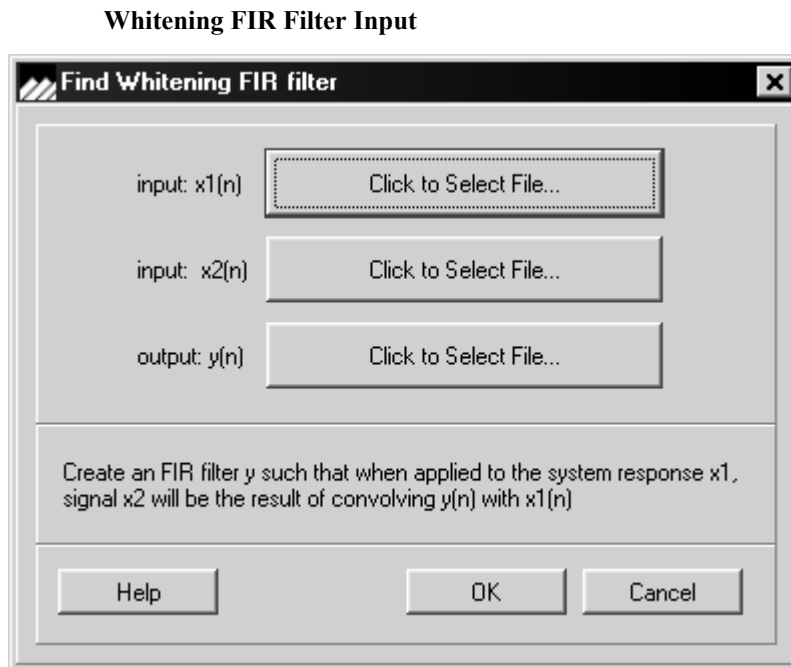 Whitening FIR Filter Input
Find Whitening FIR filter
input: x1(n) Click to Select File...
input: x2(n) Click to Select File...
output: y(n) Click to Select File...
Create an FIR filter y such that when applied to the system response x1,
signal x2 will be the result of convolving y(n) with x1(n)
Help OK Cancel